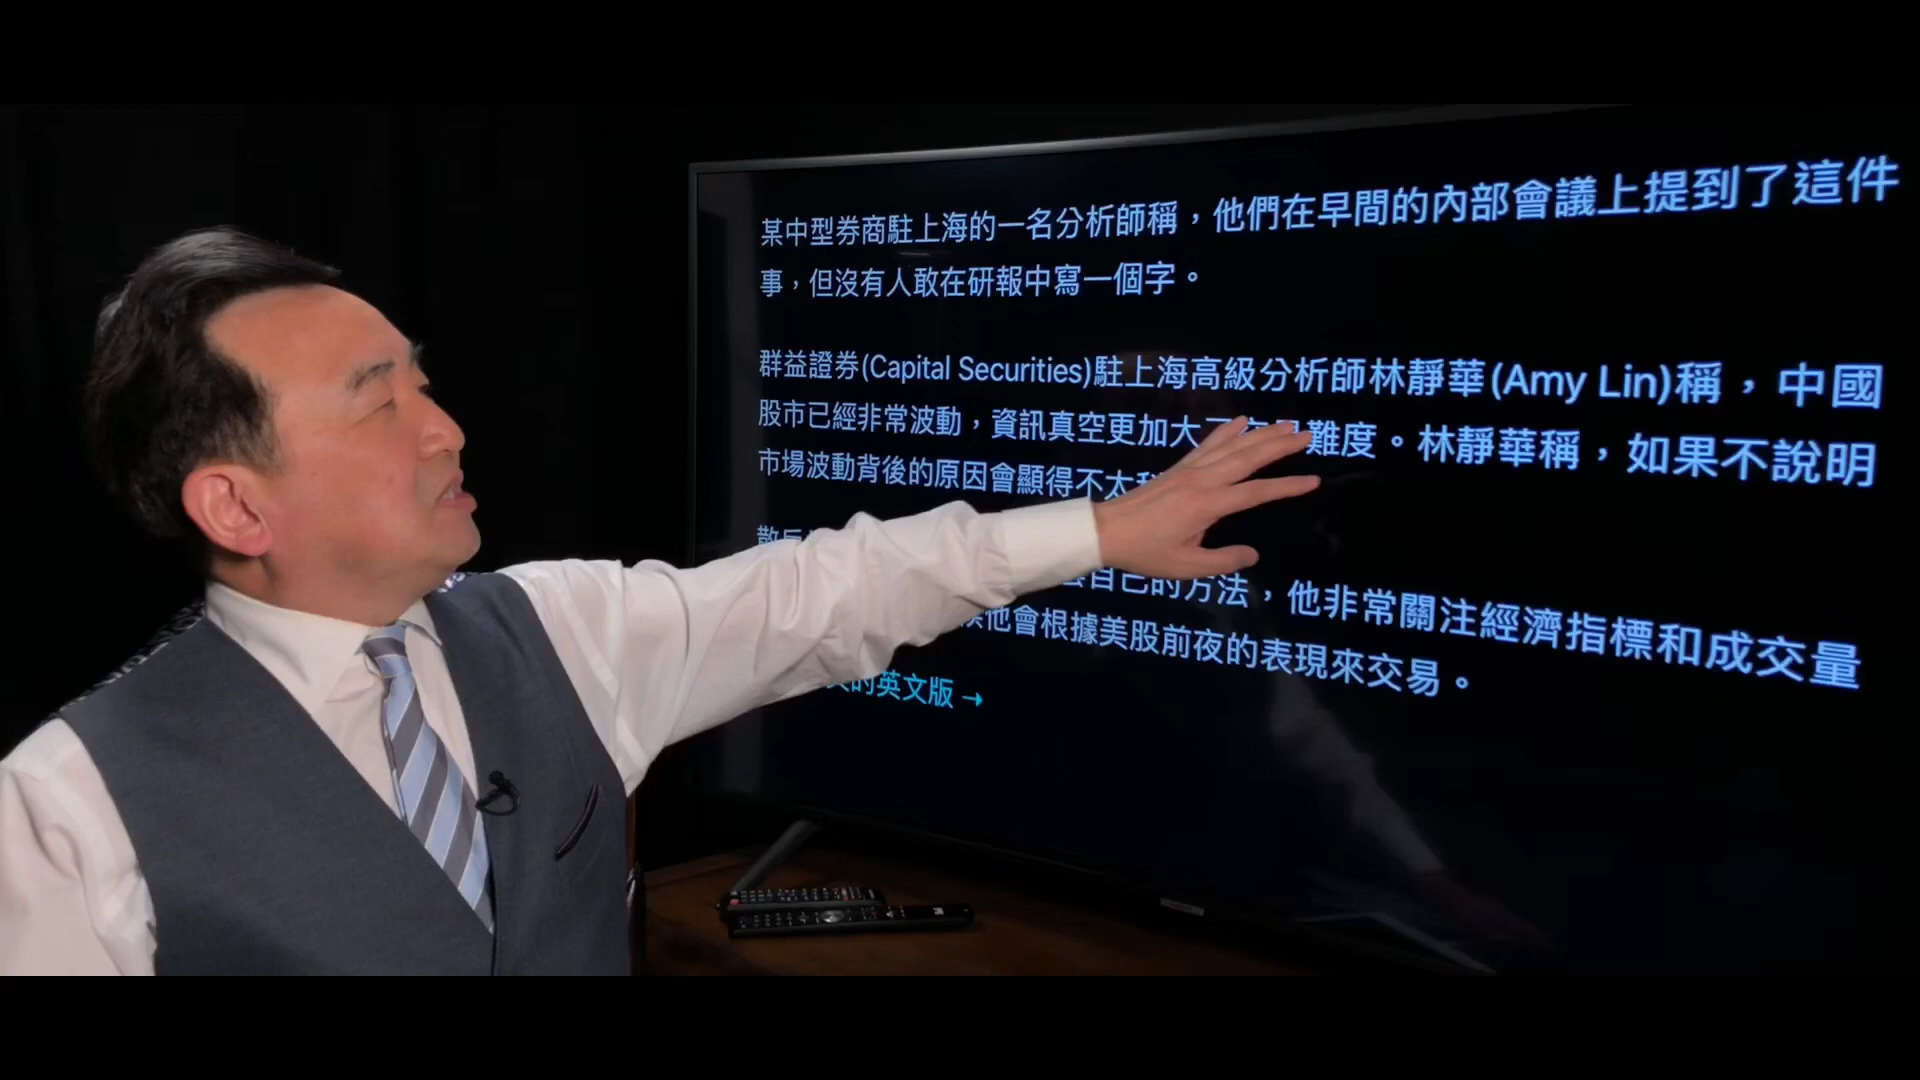 某中型券商駐上海的一名分析師稱，他們在早間的內部會議上提到了這件
事，但沒有人敢在研報中寫一個字。
群益證券(Capital Securities)駐上海高級分析師林靜華(Amy Lin)稱，中國
股市已經非常波動，資訊真空更加大了交易難度。林靜華稱，如果不說明
市場波動背後的原因會顯得不太
自己的方法，他非常關注經濟指標和成交量
他會根據美股前夜的表現來交易。
的英文版 →